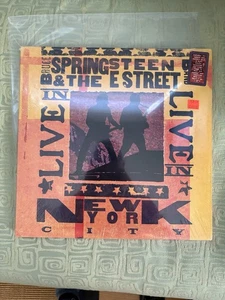 BRUCE SPRINGSTEEN
& THE E STREET BAND
LIVE IN
LIVE IN
NEW YORK
CITY